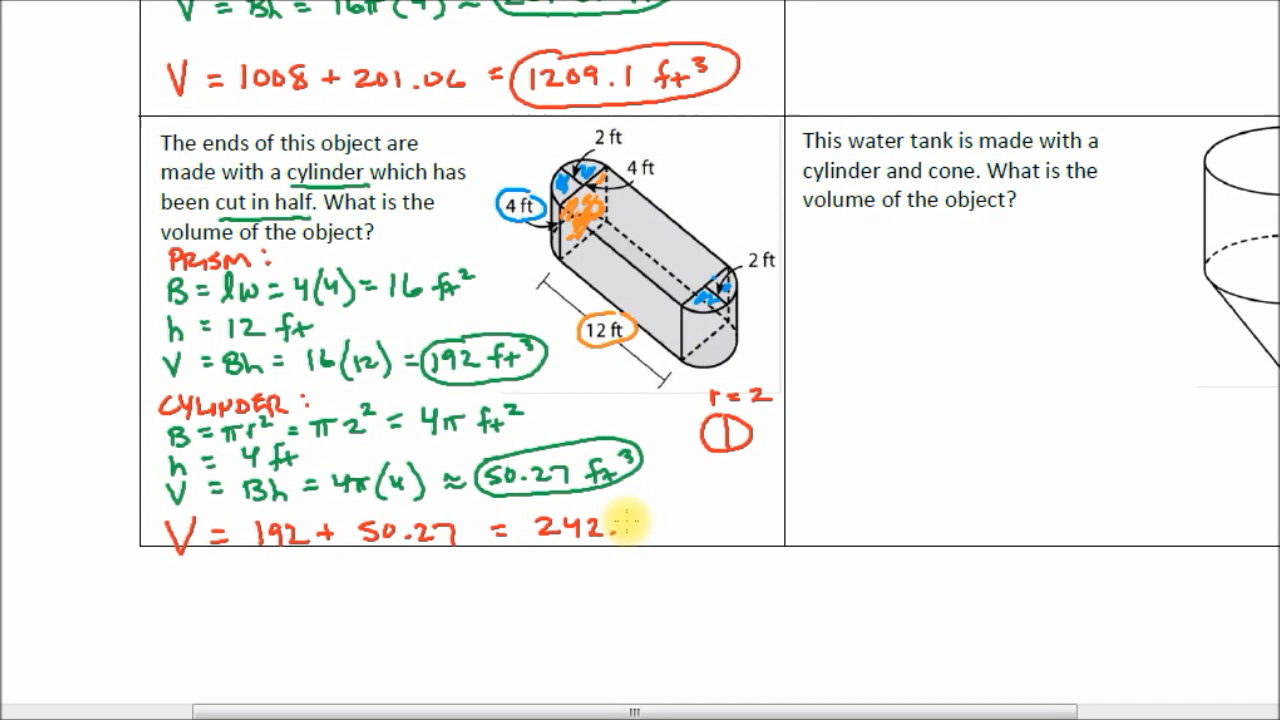 V = Bh = 16π(4) ≈
V = 1008 + 201.06 = 1209.1 ft³
The ends of this object are
made with a cylinder which has
been cut in half. What is the
volume of the object?
PRISM:
B = lw = 4(4) = 16 ft²
h = 12 ft
V = Bh = 16(12) = 192 ft³
CYLINDER:
B = πr² = π2² = 4π ft²
h = 4 ft
V = Bh = 4π(4) ≈ 50.27 ft³
V = 192 + 50.27 = 242.
2 ft
4 ft
4 ft
2 ft
12 ft
r = 2
This water tank is made with a
cylinder and cone. What is the
volume of the object?